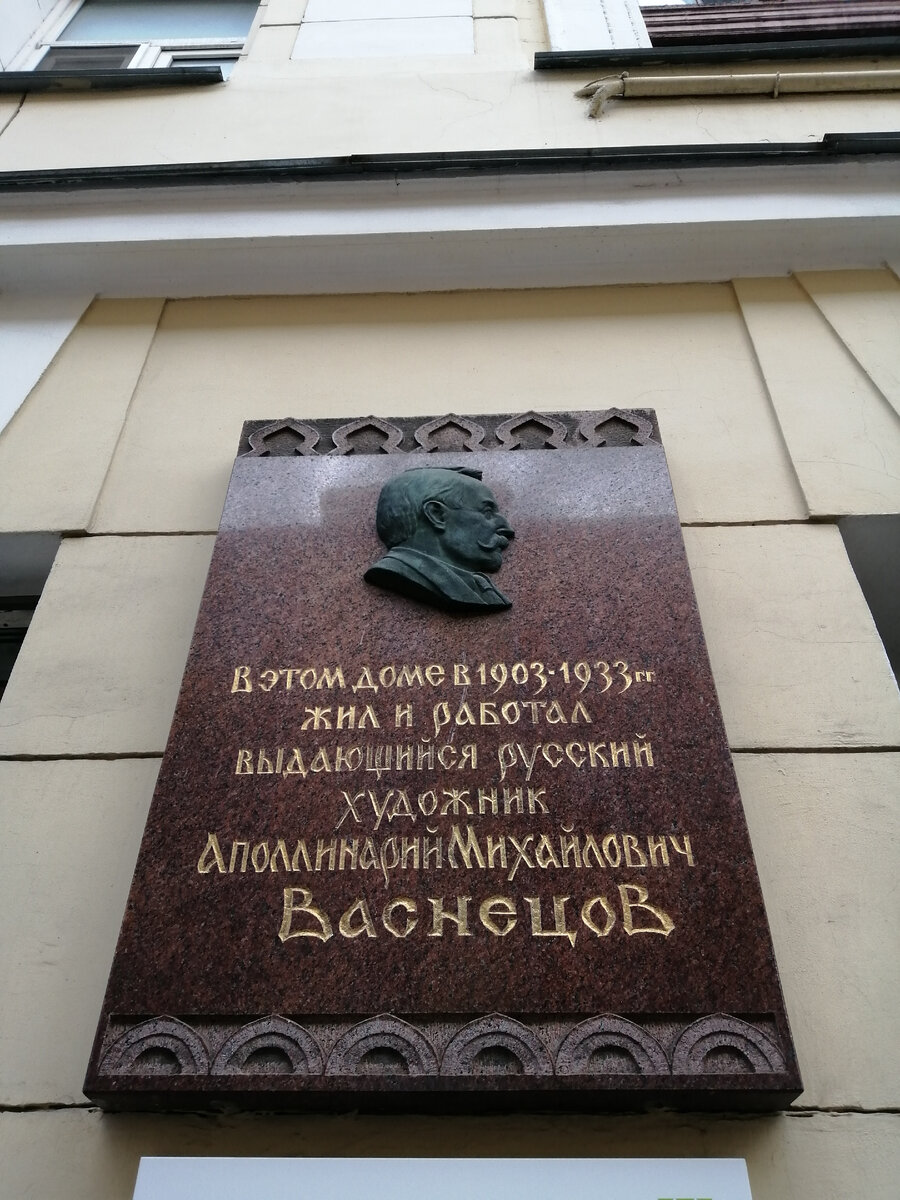 В этом доме в 1903-1933 гг
жил и работал
выдающийся русский
художник
Аполлинарий Михайлович
Васнецов